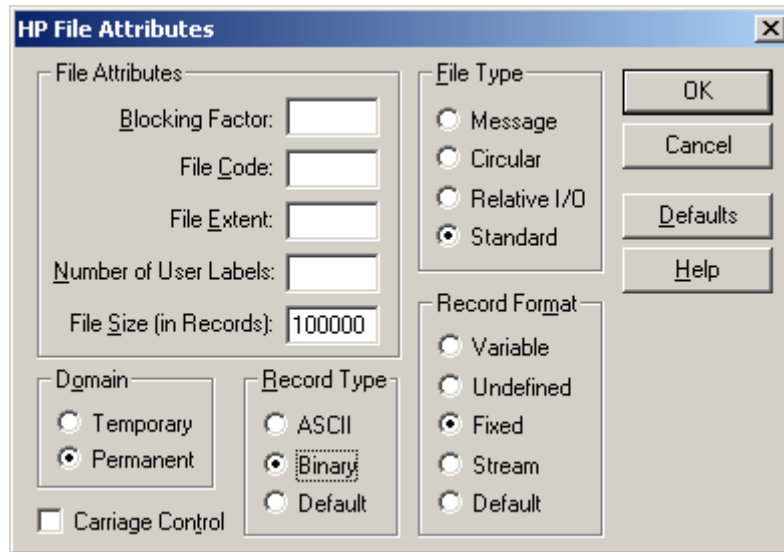 HP File Attributes
File Attributes
Blocking Factor:
File Code:
File Extent:
Number of User Labels:
File Size (in Records): 100000
File Type
Message
Circular
Relative I/O
Standard
OK
Cancel
Defaults
Help
Domain
Temporary
Permanent
Carriage Control
Record Type
ASCII
Binary
Default
Record Format
Variable
Undefined
Fixed
Stream
Default